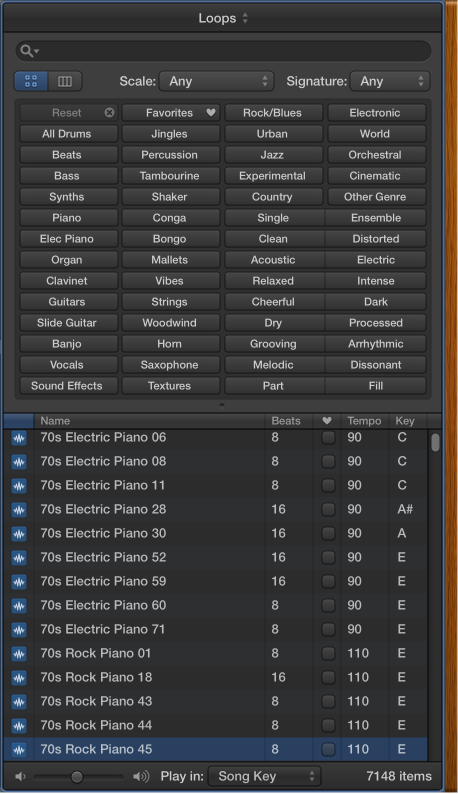 Loops
Scale: Any Signature: Any
Reset Favorites Rock/Blues Electronic
All Drums Jingles Urban World
Beats Percussion Jazz Orchestral
Bass Tambourine Experimental Cinematic
Synths Shaker Country Other Genre
Piano Conga Single Ensemble
Elec Piano Bongo Clean Distorted
Organ Mallets Acoustic Electric
Clavinet Vibes Relaxed Intense
Guitars Strings Cheerful Dark
Slide Guitar Woodwind Dry Processed
Banjo Horn Grooving Arrhythmic
Vocals Saxophone Melodic Dissonant
Sound Effects Textures Part Fill
Name Beats Tempo Key
70s Electric Piano 06 8 90 C
70s Electric Piano 08 8 90 C
70s Electric Piano 11 8 90 C
70s Electric Piano 28 16 90 A#
70s Electric Piano 30 16 90 A
70s Electric Piano 52 16 90 E
70s Electric Piano 59 16 90 E
70s Electric Piano 60 8 90 E
70s Electric Piano 71 8 90 E
70s Rock Piano 01 8 110 E
70s Rock Piano 18 16 110 E
70s Rock Piano 43 8 110 E
70s Rock Piano 44 8 110 E
70s Rock Piano 45 8 110 E
Play in: Song Key 7148 items